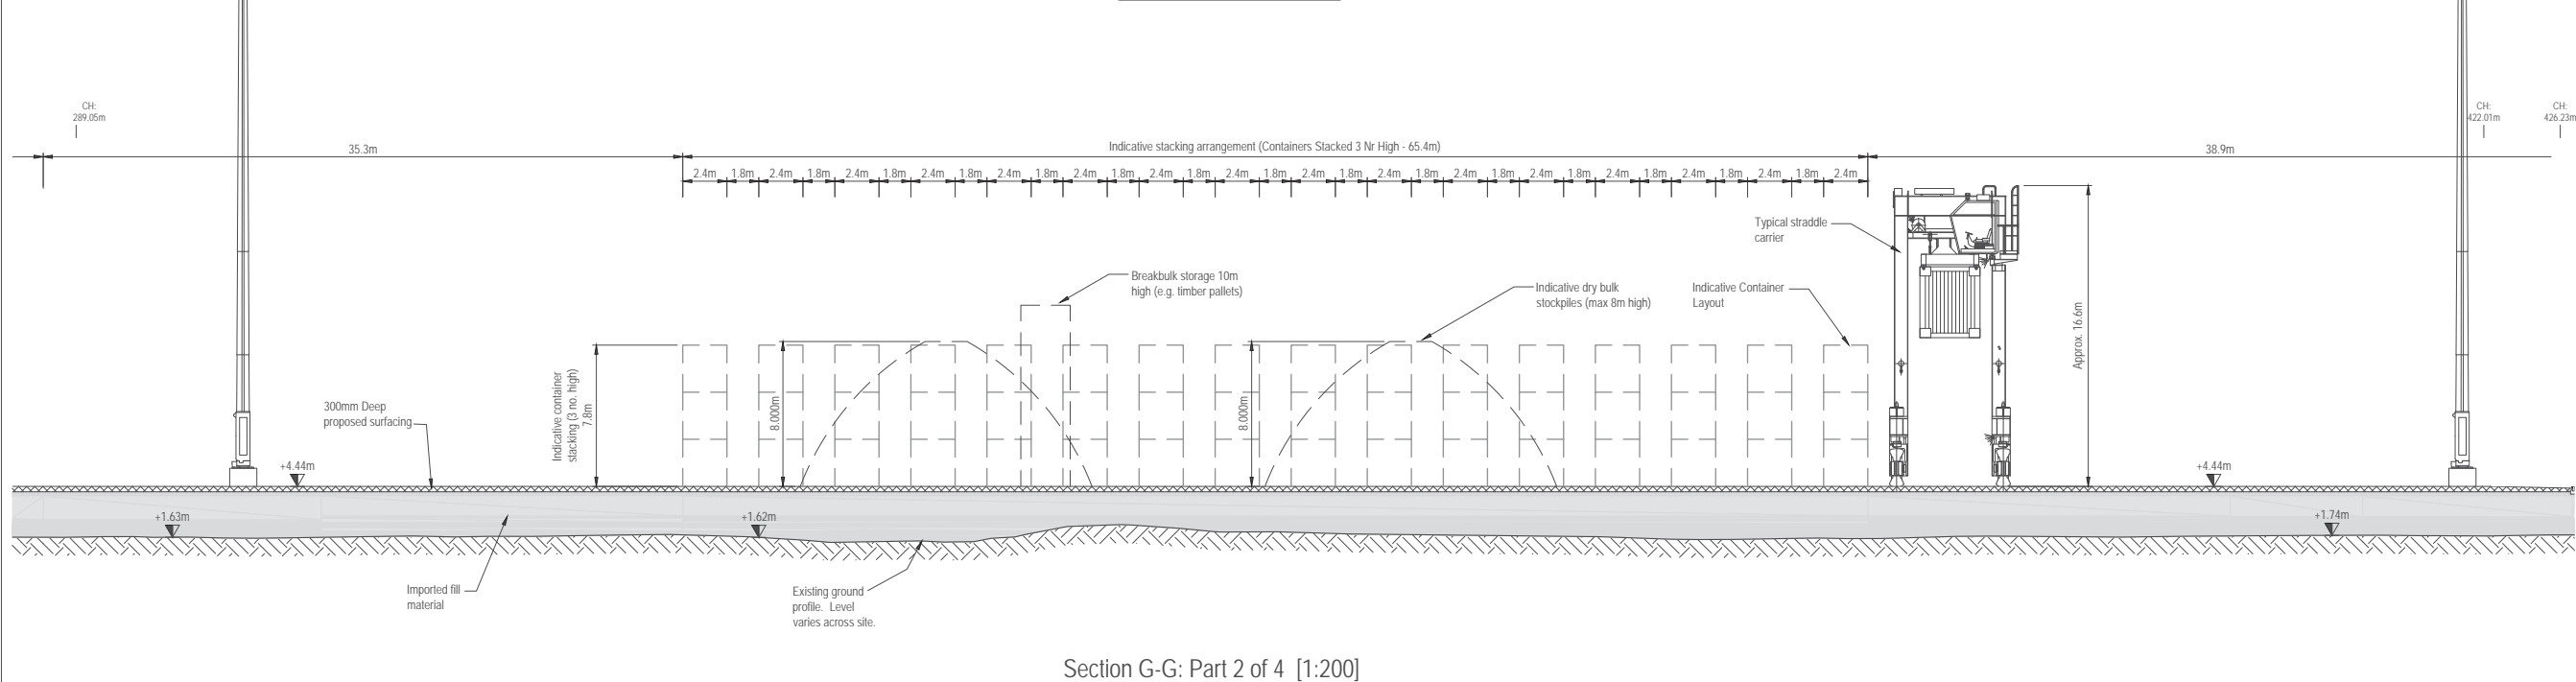 CH:
289.05m
CH:
422.01m
CH:
426.23m
35.3m
Indicative stacking arrangement (Containers Stacked 3 Nr High - 65.4m)
38.9m
2.4m 1.8m 2.4m 1.8m 2.4m 1.8m 2.4m 1.8m 2.4m 1.8m 2.4m 1.8m 2.4m 1.8m 2.4m 1.8m 2.4m 1.8m 2.4m 1.8m 2.4m 1.8m 2.4m 1.8m 2.4m 1.8m 2.4m 1.8m 2.4m 1.8m 2.4m
Typical straddle
carrier
Breakbulk storage 10m
high (e.g. timber pallets)
Indicative dry bulk
stockpiles (max 8m high)
Indicative Container
Layout
Approx. 16.6m
Indicative container
stacking (3 no. high)
7.8m
8.000m
8.000m
300mm Deep
proposed surfacing
+4.44m
+4.44m
+1.63m
+1.62m
+1.74m
Imported fill
material
Existing ground
profile. Level
varies across site.
Section G-G: Part 2 of 4 [1:200]